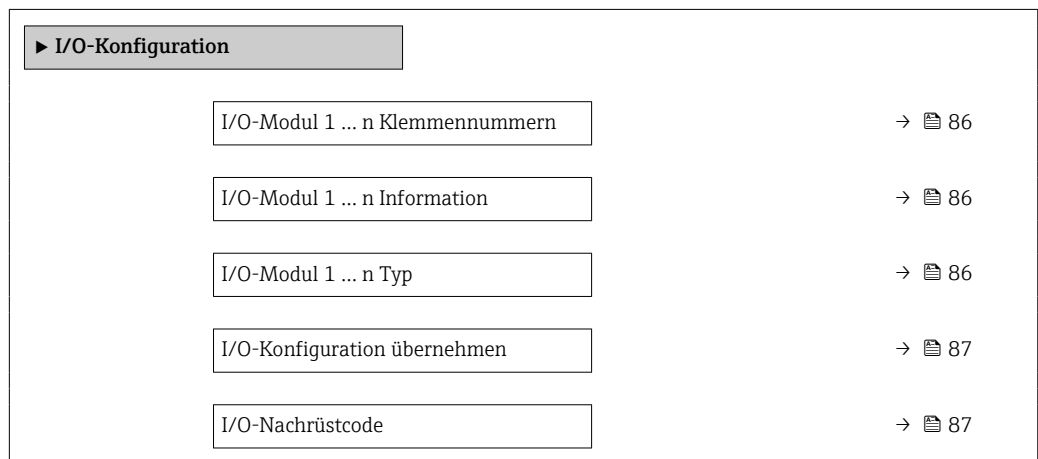 ▶ I/O-Konfiguration
I/O-Modul 1 … n Klemmennummern → 86
I/O-Modul 1 … n Information → 86
I/O-Modul 1 … n Typ → 86
I/O-Konfiguration übernehmen → 87
I/O-Nachrüstcode → 87